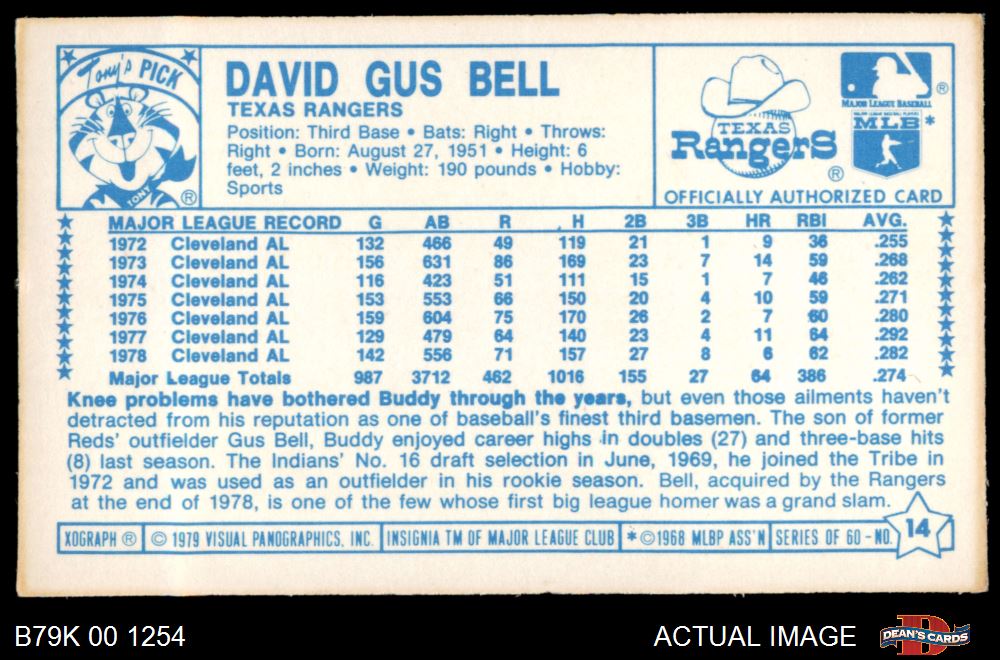 Tony's PICK
TONY
®
DAVID GUS BELL
TEXAS RANGERS
Position: Third Base • Bats: Right • Throws:
Right • Born: August 27, 1951 • Height: 6
feet, 2 inches • Weight: 190 pounds • Hobby:
Sports
TEXAS
RangerS
®
MAJOR LEAGUE BASEBALL ®
MAJOR LEAGUE BASEBALL PLAYERS
MLB *
OFFICIALLY AUTHORIZED CARD
MAJOR LEAGUE RECORD G AB R H 2B 3B HR RBI AVG.
1972 Cleveland AL 132 466 49 119 21 1 9 36 .255
1973 Cleveland AL 156 631 86 169 23 7 14 59 .268
1974 Cleveland AL 116 423 51 111 15 1 7 46 .262
1975 Cleveland AL 153 553 66 150 20 4 10 59 .271
1976 Cleveland AL 159 604 75 170 26 2 7 60 .280
1977 Cleveland AL 129 479 64 140 23 4 11 64 .292
1978 Cleveland AL 142 556 71 157 27 8 6 62 .282
Major League Totals 987 3712 462 1016 155 27 64 386 .274
Knee problems have bothered Buddy through the years, but even those ailments haven't
detracted from his reputation as one of baseball's finest third basemen. The son of former
Reds' outfielder Gus Bell, Buddy enjoyed career highs in doubles (27) and three-base hits
(8) last season. The Indians' No. 16 draft selection in June, 1969, he joined the Tribe in
1972 and was used as an outfielder in his rookie season. Bell, acquired by the Rangers
at the end of 1978, is one of the few whose first big league homer was a grand slam.
XOGRAPH ® © 1979 VISUAL PANOGRAPHICS, INC. INSIGNIA TM OF MAJOR LEAGUE CLUB *©1968 MLBP ASS'N SERIES OF 60 - NO. 14
B79K 00 1254 ACTUAL IMAGE
DEAN'S CARDS